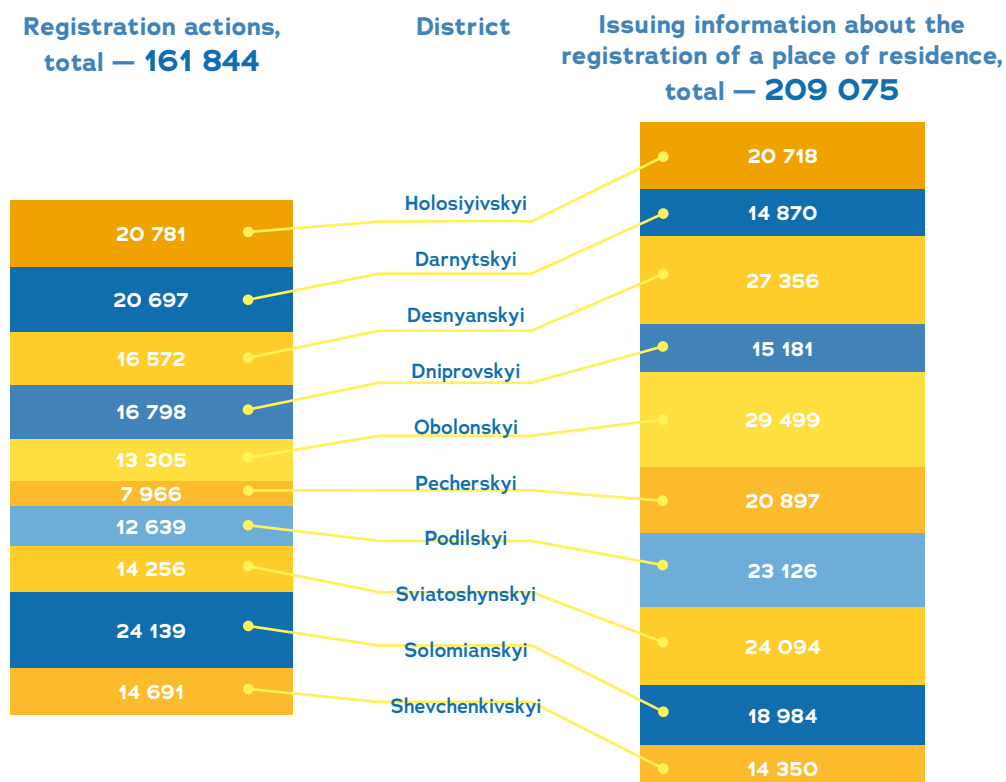 Registration actions,
total — 161 844
District
Issuing information about the
registration of a place of residence,
total — 209 075
Holosiyivskyi
Darnytskyi
Desnyanskyi
Dniprovskyi
Obolonskyi
Pecherskyi
Podilskyi
Sviatoshynskyi
Solomianskyi
Shevchenkivskyi
20 781
20 697
16 572
16 798
13 305
7 966
12 639
14 256
24 139
14 691
20 718
14 870
27 356
15 181
29 499
20 897
23 126
24 094
18 984
14 350